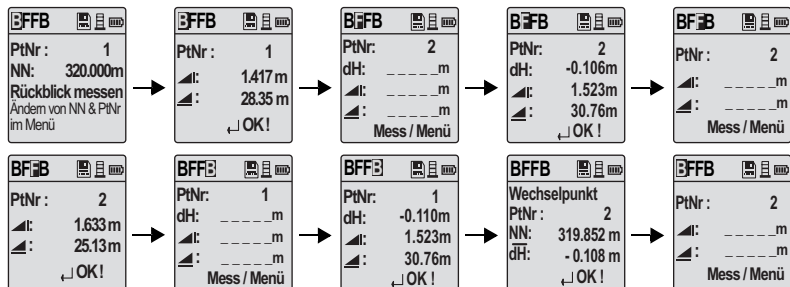 BFFB
PtNr : 1
NN: 320.000m
Rückblick messen
Ändern von NN & PtNr
im Menü
BFFB
PtNr : 1
: 1.417 m
: 28.35 m
↵ OK !
BFFB
PtNr: 2
dH: _ _ _ _ _m
: _ _ _ _ _m
: _ _ _ _ _m
Mess / Menü
BFFB
PtNr: 2
dH: -0.106m
: 1.523m
: 30.76m
↵ OK !
BFFB
PtNr : 2
: _ _ _ _ _m
: _ _ _ _ _m
Mess / Menü
BFFB
PtNr : 2
: 1.633 m
: 25.13 m
↵ OK !
BFFB
PtNr: 1
dH: _ _ _ _ _m
: _ _ _ _ _m
: _ _ _ _ _m
Mess / Menü
BFFB
PtNr: 1
dH: -0.110m
: 1.523m
: 30.76m
↵ OK !
BFFB
Wechselpunkt
PtNr : 2
NN: 319.852 m
dH: - 0.108 m
↵ OK !
BFFB
PtNr : 2
: _ _ _ _ _m
: _ _ _ _ _m
Mess / Menü